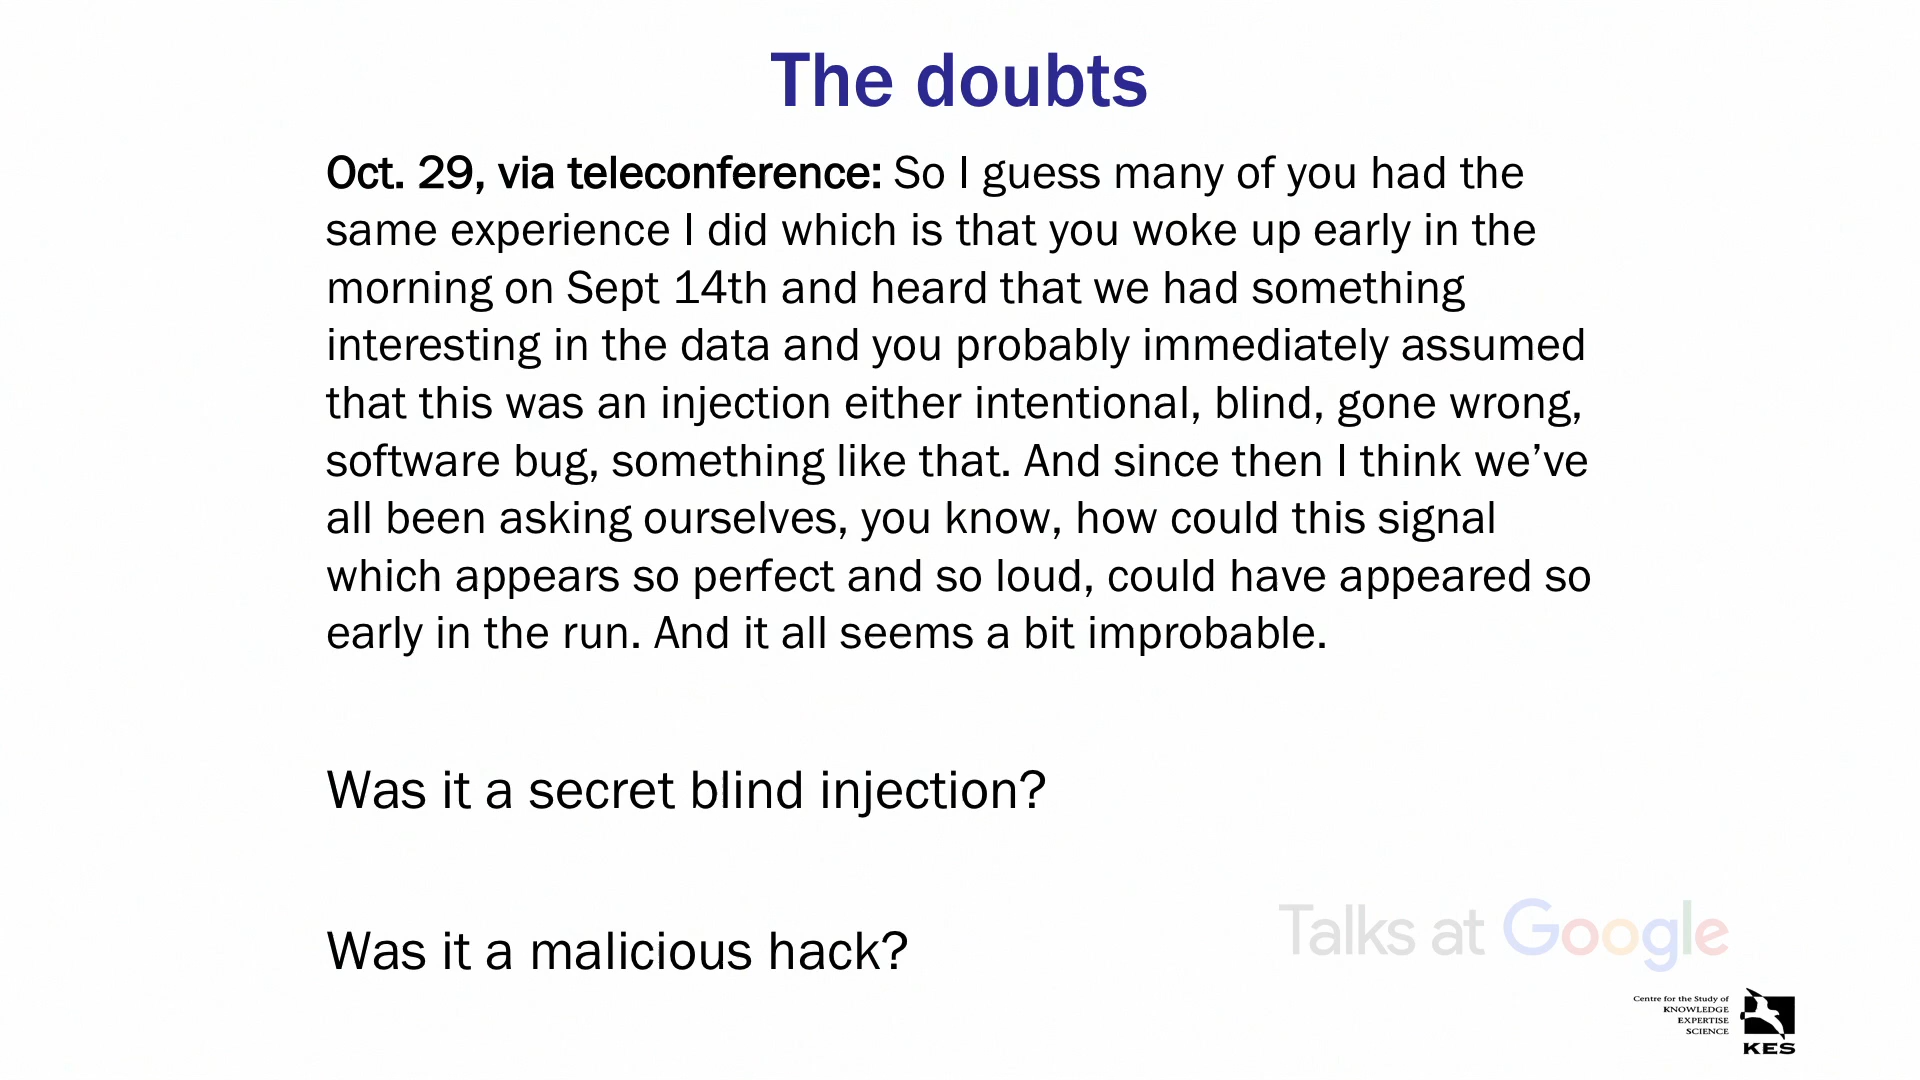 The doubts
Oct. 29, via teleconference: So I guess many of you had the
same experience I did which is that you woke up early in the
morning on Sept 14th and heard that we had something
interesting in the data and you probably immediately assumed
that this was an injection either intentional, blind, gone wrong,
software bug, something like that. And since then I think we’ve
all been asking ourselves, you know, how could this signal
which appears so perfect and so loud, could have appeared so
early in the run. And it all seems a bit improbable.
Was it a secret blind injection?
Was it a malicious hack?
Talks at Google
Centre for the Study of
KNOWLEDGE
EXPERTISE
SCIENCE
KES